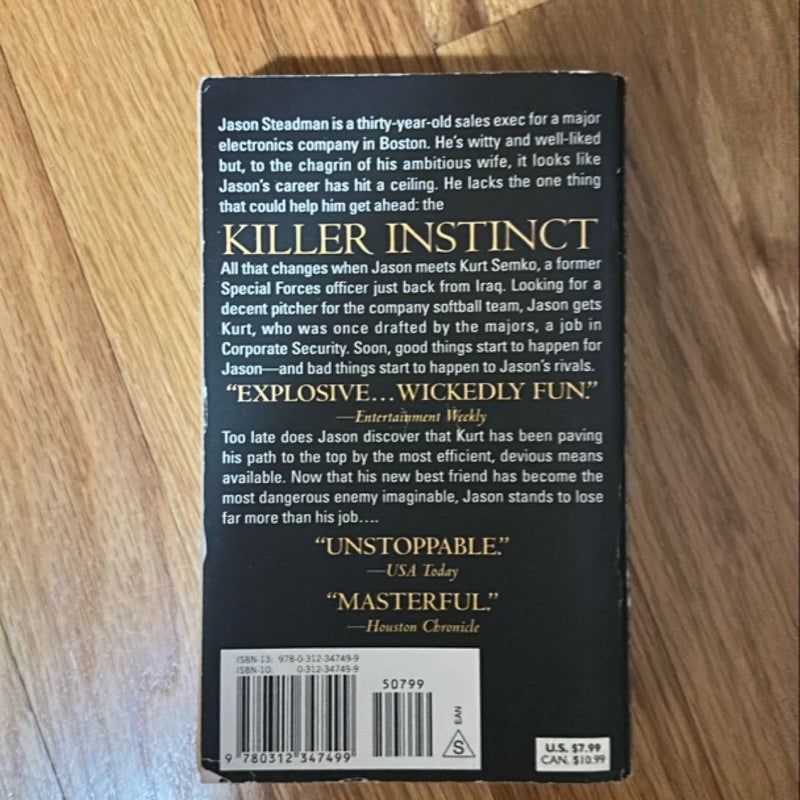 Jason Steadman is a thirty-year-old sales exec for a major
electronics company in Boston. He's witty and well-liked
but, to the chagrin of his ambitious wife, it looks like
Jason's career has hit a ceiling. He lacks the one thing
that could help him get ahead: the
KILLER INSTINCT
All that changes when Jason meets Kurt Semko, a former
Special Forces officer just back from Iraq. Looking for a
decent pitcher for the company softball team, Jason gets
Kurt, who was once drafted by the majors, a job in
Corporate Security. Soon, good things start to happen for
Jason—and bad things start to happen to Jason's rivals.
“EXPLOSIVE...WICKEDLY FUN.”
—Entertainment Weekly
Too late does Jason discover that Kurt has been paving
his path to the top by the most efficient, devious means
available. Now that his new best friend has become the
most dangerous enemy imaginable, Jason stands to lose
far more than his job....
“UNSTOPPABLE.”
—USA Today
“MASTERFUL.”
—Houston Chronicle
ISBN-13: 978-0-312-34749-9
ISBN-10: 0-312-34749-9
50799
EAN
S
9 780312 347499
U.S. $7.99
CAN. $10.99